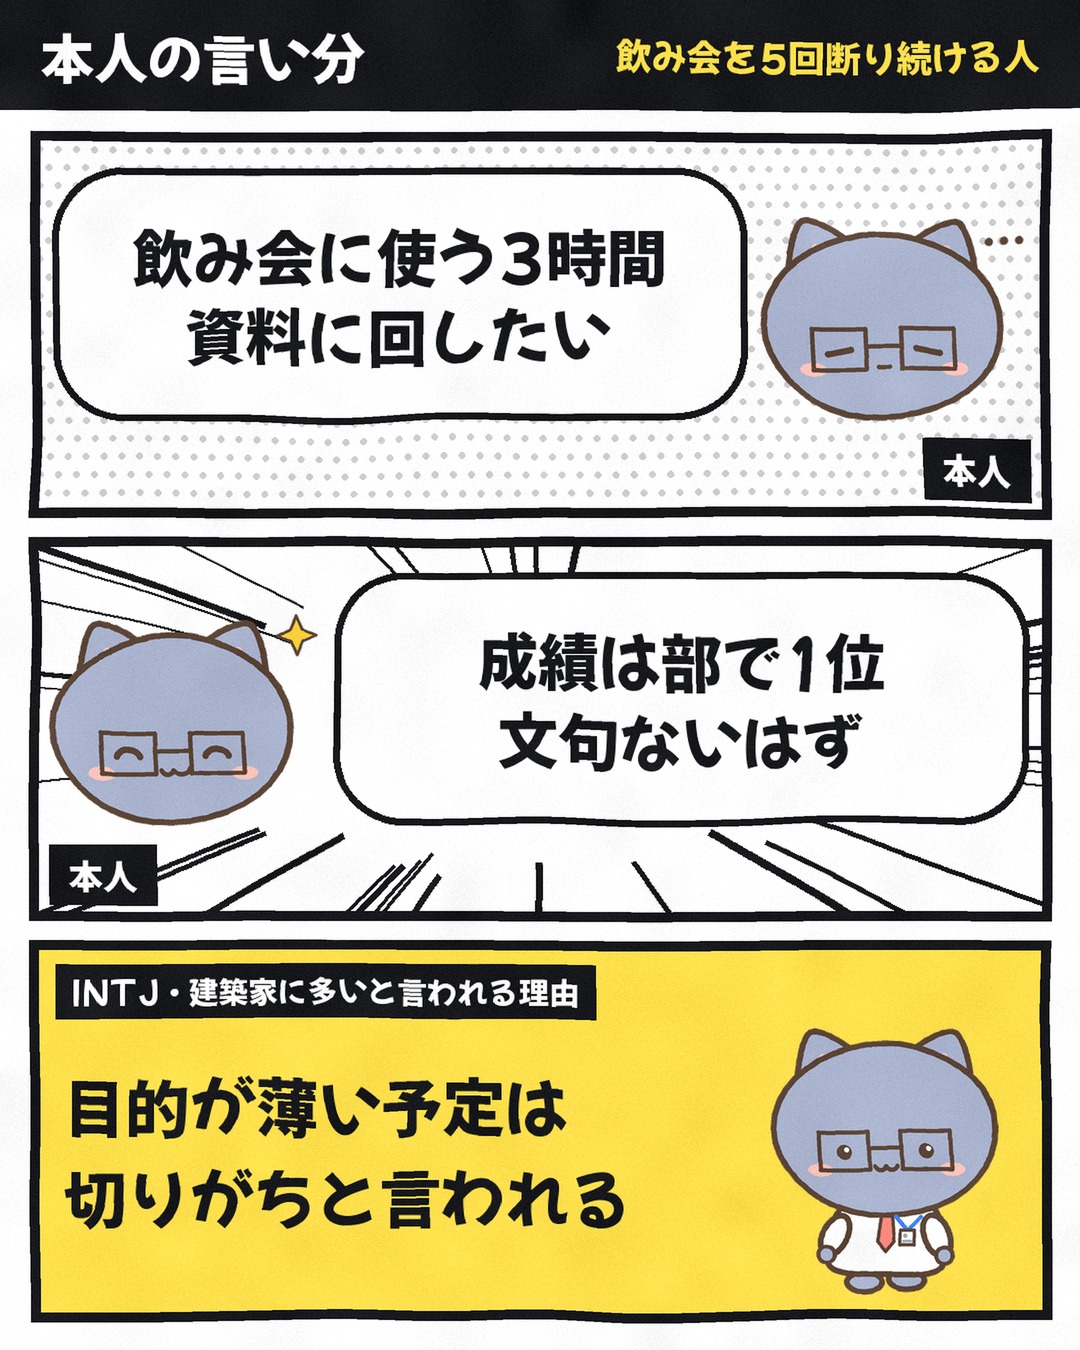 本人の言い分
飲み会を5回断り続ける人
飲み会に使う3時間
資料に回したい
本人
成績は部で1位
文句ないはず
本人
INTJ・建築家に多いと言われる理由
目的が薄い予定は
切りがちと言われる